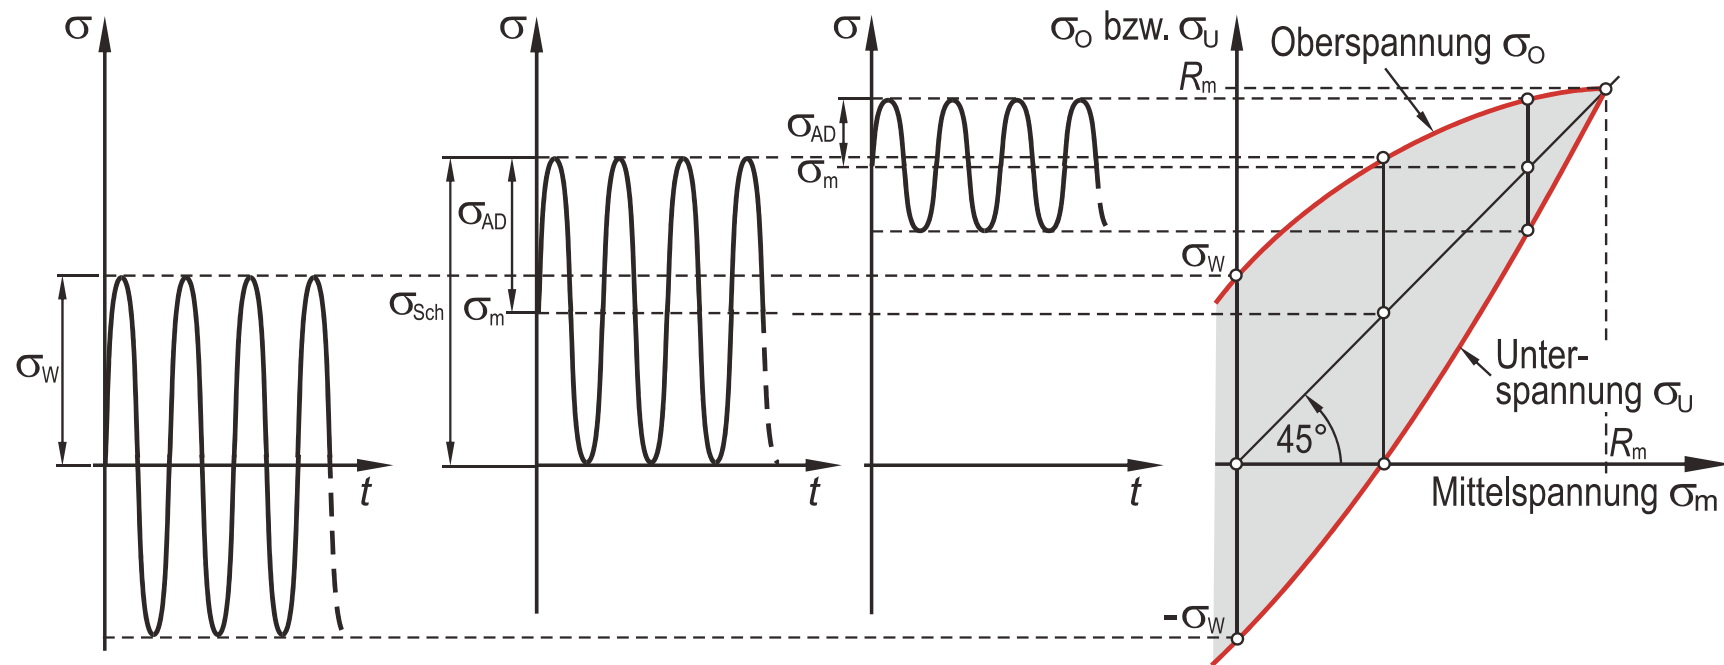 σ
σ
σ
σO bzw. σU
Oberspannung σO
Rm
σAD
σm
σAD
σW
σSch
σm
σW
Unter-
spannung σU
45°
Rm
t
t
t
Mittelspannung σm
-σW